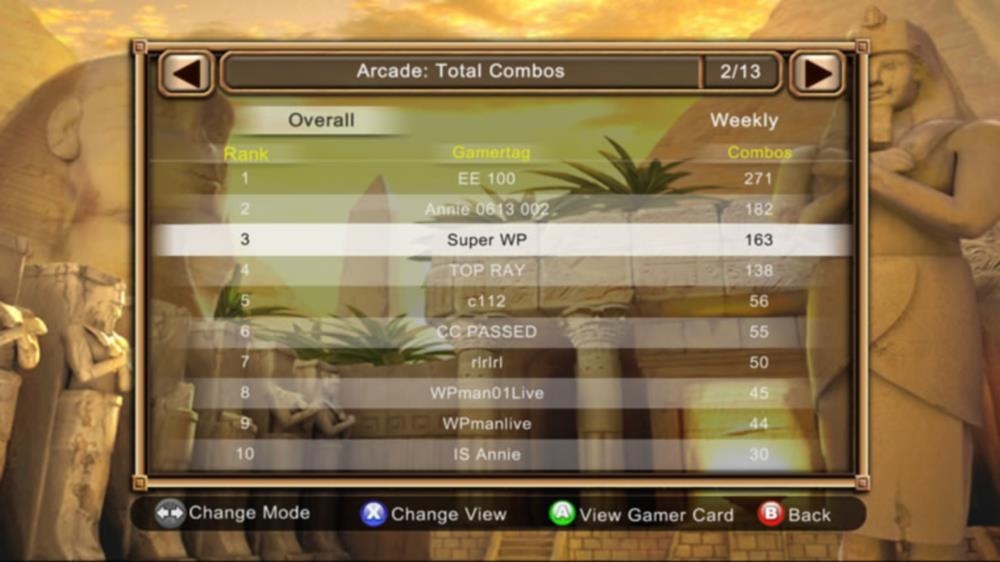 Arcade: Total Combos 2/13
Overall Weekly
Rank Gamertag Combos
1 EE 100 271
2 Annie 0613 002 182
3 Super WP 163
4 TOP RAY 138
5 c112 56
6 CC PASSED 55
7 rlrlrl 50
8 WPman01Live 45
9 WPmanlive 44
10 IS Annie 30
Change Mode X Change View A View Gamer Card B Back